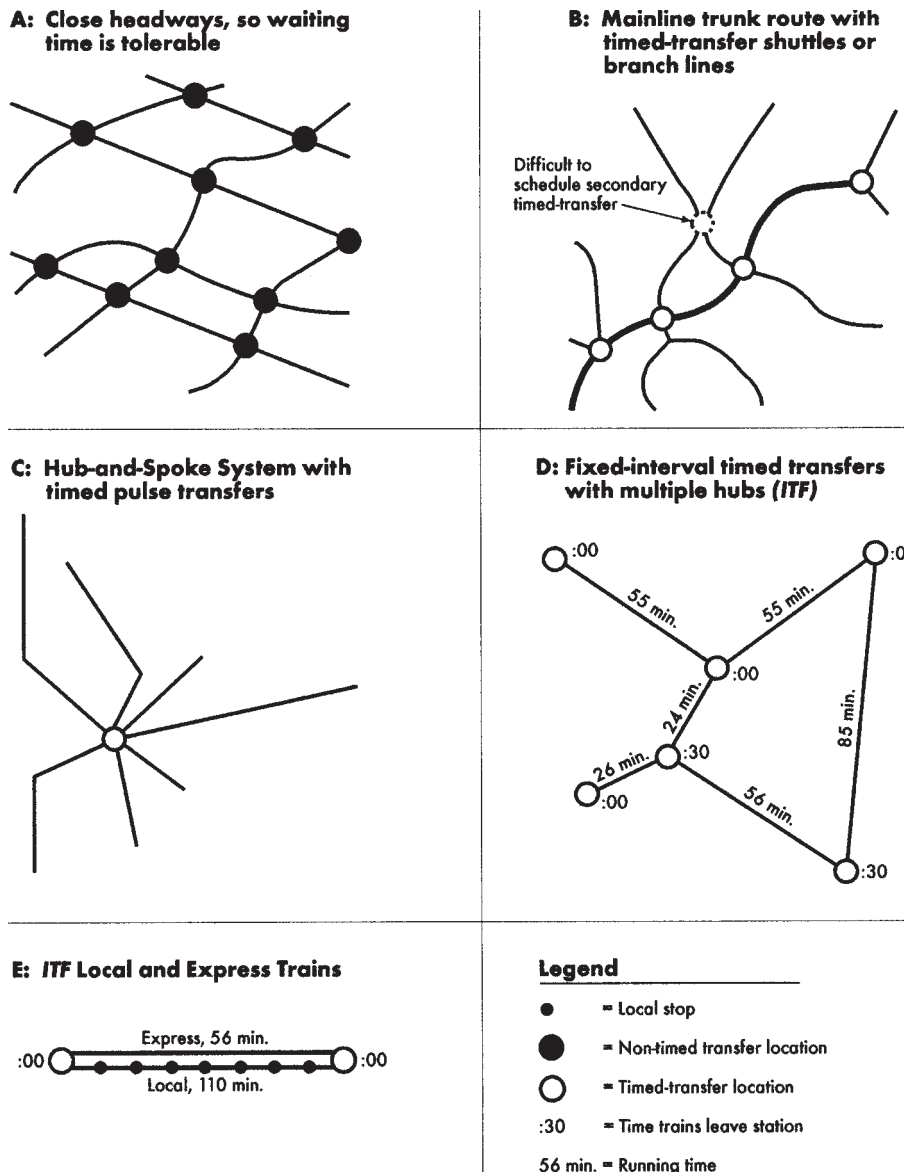 A: Close headways, so waiting
time is tolerable
B: Mainline trunk route with
timed-transfer shuttles or
branch lines
Difficult to
schedule secondary
timed-transfer
C: Hub-and-Spoke System with
timed pulse transfers
D: Fixed-interval timed transfers
with multiple hubs (ITF)
:00
:0
55 min.
55 min.
:00
24 min.
85 min.
:30
26 min.
:00
56 min.
:30
E: ITF Local and Express Trains
Express, 56 min.
:00
:00
Local, 110 min.
Legend
= Local stop
= Non-timed transfer location
= Timed-transfer location
:30 = Time trains leave station
56 min. = Running time